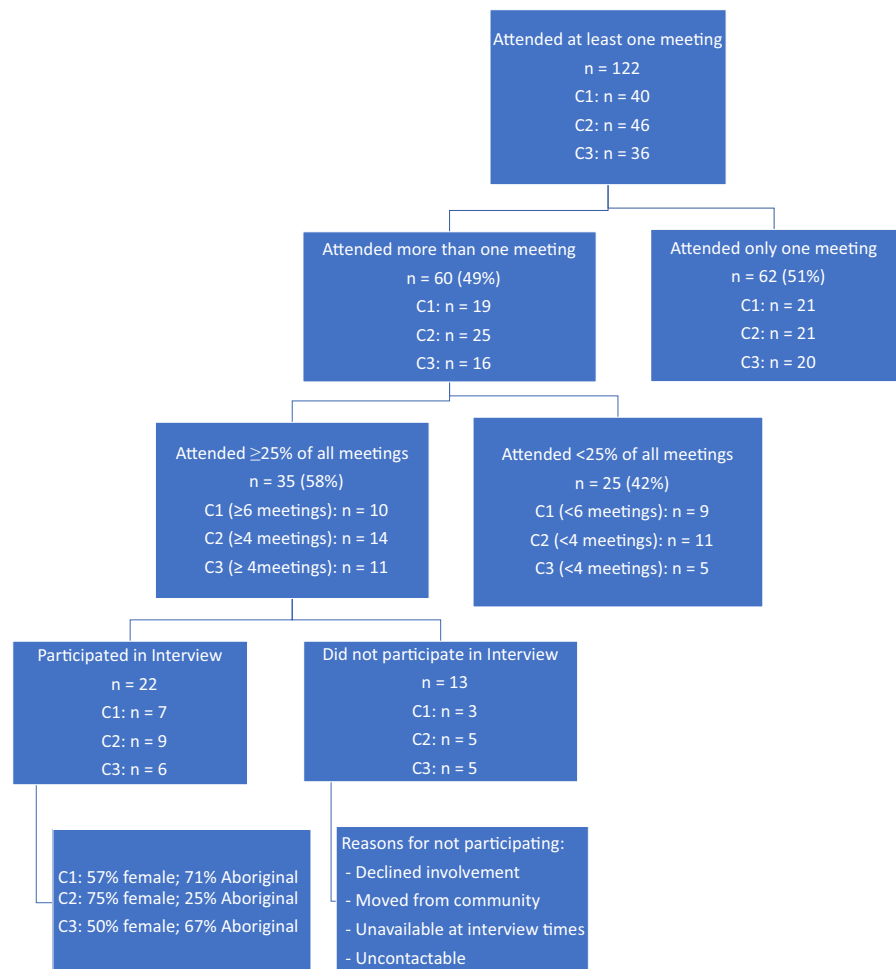 Attended at least one meeting
n = 122
C1: n = 40
C2: n = 46
C3: n = 36
Attended more than one meeting
n = 60 (49%)
C1: n = 19
C2: n = 25
C3: n = 16
Attended only one meeting
n = 62 (51%)
C1: n = 21
C2: n = 21
C3: n = 20
Attended ≥25% of all meetings
n = 35 (58%)
C1 (≥6 meetings): n = 10
C2 (≥4 meetings): n = 14
C3 (≥ 4meetings): n = 11
Attended <25% of all meetings
n = 25 (42%)
C1 (<6 meetings): n = 9
C2 (<4 meetings): n = 11
C3 (<4 meetings): n = 5
Participated in Interview
n = 22
C1: n = 7
C2: n = 9
C3: n = 6
Did not participate in Interview
n = 13
C1: n = 3
C2: n = 5
C3: n = 5
C1: 57% female; 71% Aboriginal
C2: 75% female; 25% Aboriginal
C3: 50% female; 67% Aboriginal
Reasons for not participating:
- Declined involvement
- Moved from community
- Unavailable at interview times
- Uncontactable